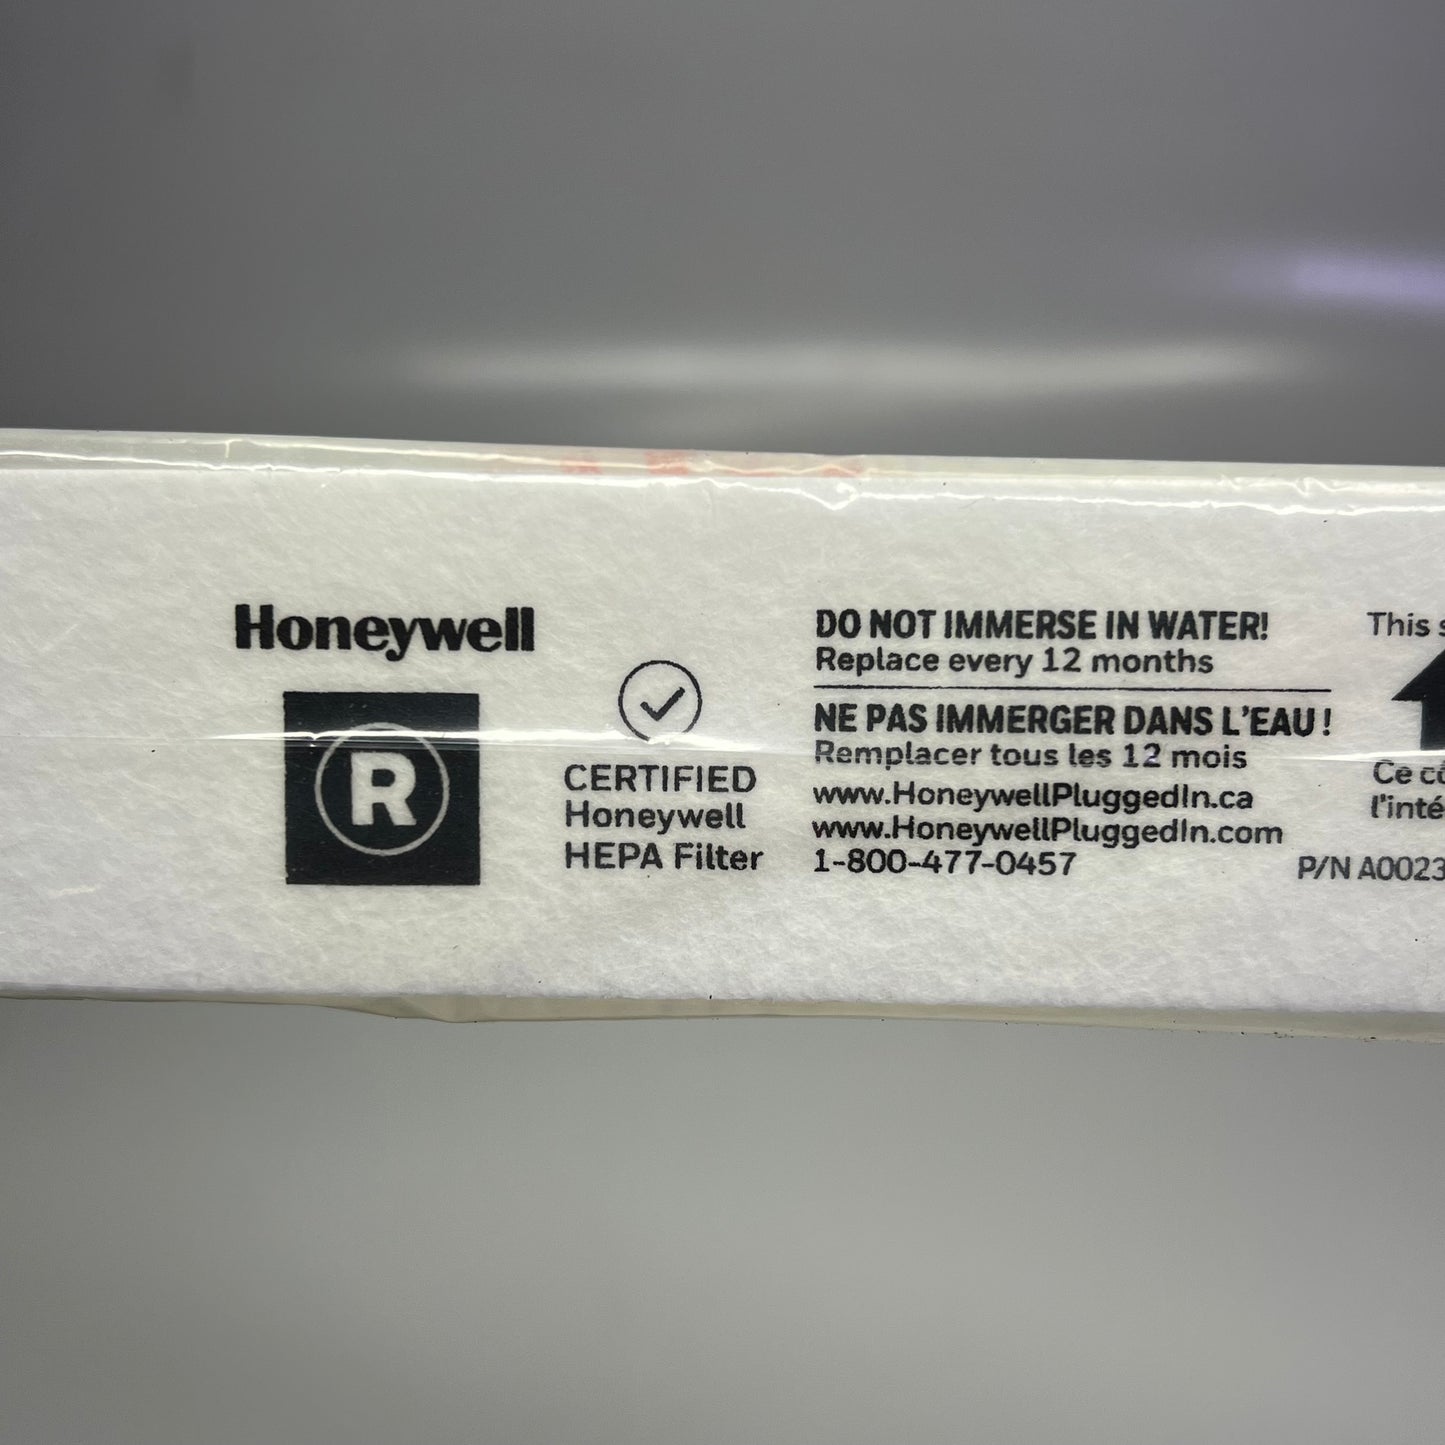 Honeywell
R
CERTIFIED
Honeywell
HEPA Filter
DO NOT IMMERSE IN WATER!
Replace every 12 months
NE PAS IMMERGER DANS L'EAU !
Remplacer tous les 12 mois
www.HoneywellPluggedIn.ca
www.HoneywellPluggedIn.com
1-800-477-0457
This
Ce
P/N A0023